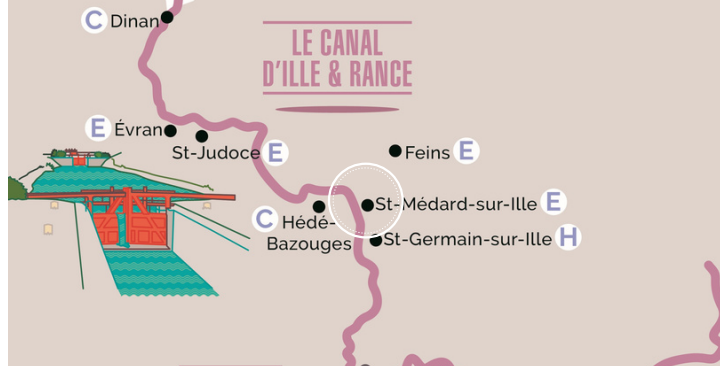 C Dinan
LE CANAL
D'ILLE & RANCE
E Évran
St-Judoce E
Feins E
St-Médard-sur-Ille E
C Hédé-
Bazouges
St-Germain-sur-Ille H